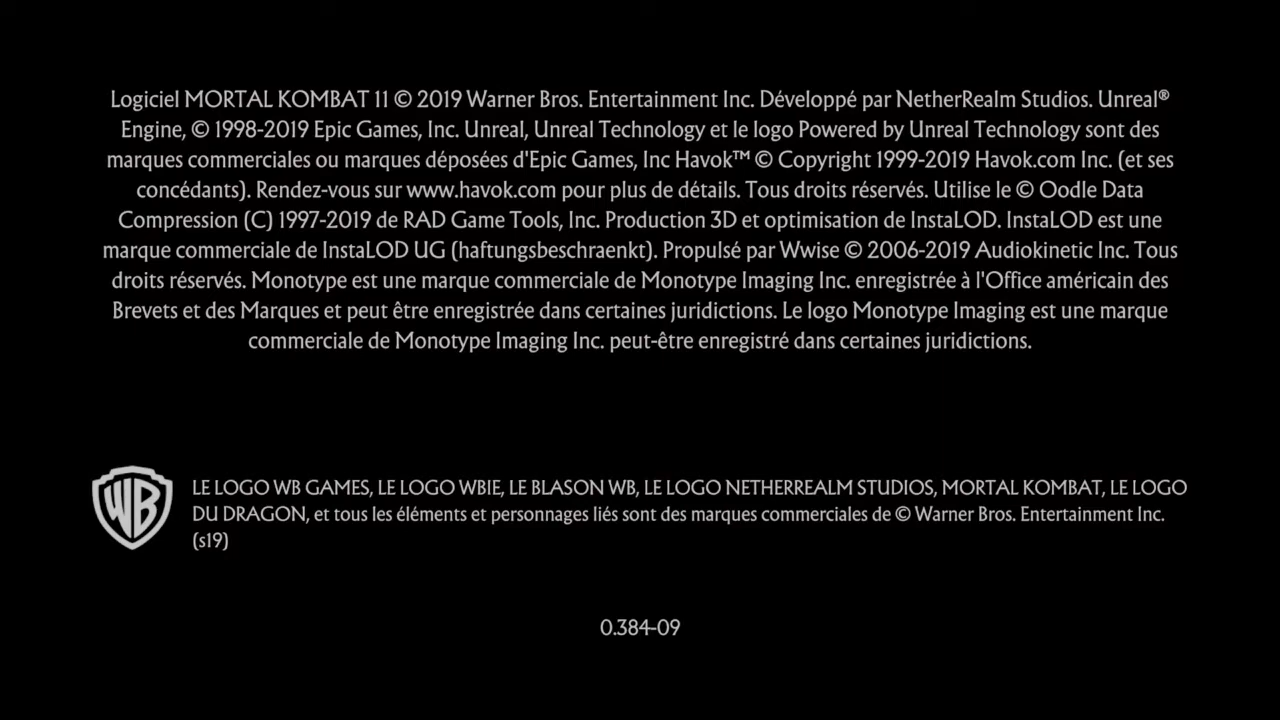 Logiciel MORTAL KOMBAT 11 © 2019 Warner Bros. Entertainment Inc. Développé par NetherRealm Studios. Unreal®
Engine, © 1998-2019 Epic Games, Inc. Unreal, Unreal Technology et le logo Powered by Unreal Technology sont des
marques commerciales ou marques déposées d'Epic Games, Inc Havok™ © Copyright 1999-2019 Havok.com Inc. (et ses
concédants). Rendez-vous sur www.havok.com pour plus de détails. Tous droits réservés. Utilise le © Oodle Data
Compression (C) 1997-2019 de RAD Game Tools, Inc. Production 3D et optimisation de InstaLOD. InstaLOD est une
marque commerciale de InstaLOD UG (haftungsbeschraenkt). Propulsé par Wwise © 2006-2019 Audiokinetic Inc. Tous
droits réservés. Monotype est une marque commerciale de Monotype Imaging Inc. enregistrée à l'Office américain des
Brevets et des Marques et peut être enregistrée dans certaines juridictions. Le logo Monotype Imaging est une marque
commerciale de Monotype Imaging Inc. peut-être enregistré dans certaines juridictions.
WB
LE LOGO WB GAMES, LE LOGO WBIE, LE BLASON WB, LE LOGO NETHERREALM STUDIOS, MORTAL KOMBAT, LE LOGO
DU DRAGON, et tous les éléments et personnages liés sont des marques commerciales de © Warner Bros. Entertainment Inc.
(s19)
0.384-09